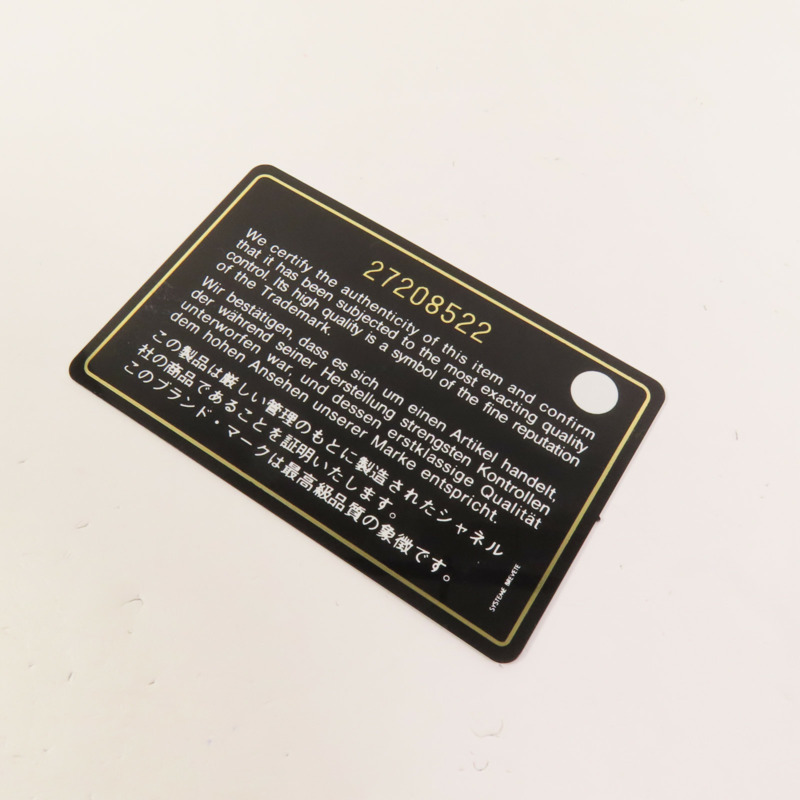 27208522
We certify the authenticity of this item and confirm
that it has been subjected to the most exacting quality
control. Its high quality is a symbol of the fine reputation
of the Trademark.
Wir bestätigen, dass es sich um einen Artikel handelt,
der während seiner Herstellung strengsten Kontrollen
unterworfen war, und dessen erstklassige Qualität
dem hohen Ansehen unserer Marke entspricht.
この製品は厳しい管理のもとに製造されたシャネル
社の商品であることを証明いたします。
このブランド・マークは最高級品質の象徴です。
SYSTEME BREVETE